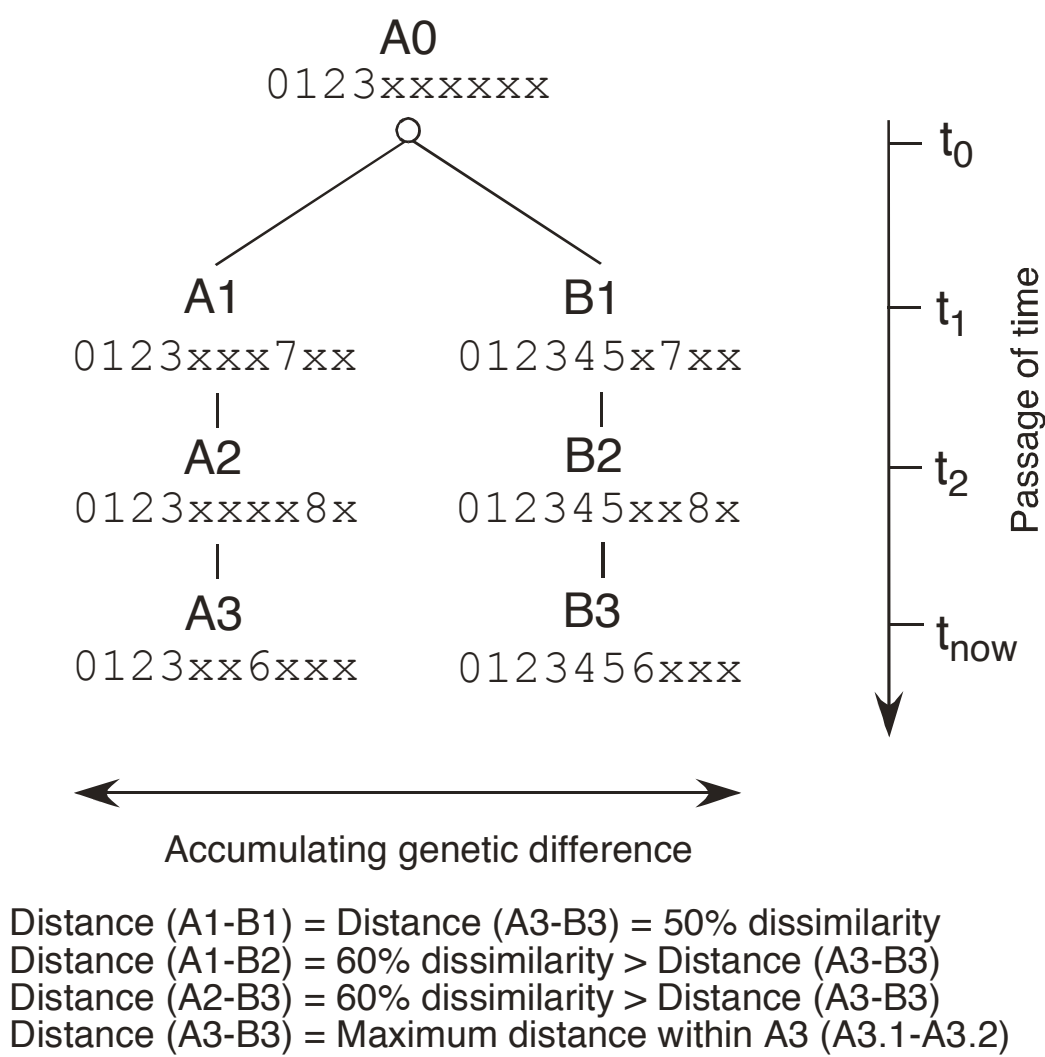 A0
0123xxxxxx
t0
A1
B1
t1
0123xxx7xx
012345x7xx
A2
B2
t2
0123xxxx8x
012345xx8x
A3
B3
tnow
0123xx6xxx
0123456xxx
Passage of time
Accumulating genetic difference
Distance (A1-B1) = Distance (A3-B3) = 50% dissimilarity
Distance (A1-B2) = 60% dissimilarity > Distance (A3-B3)
Distance (A2-B3) = 60% dissimilarity > Distance (A3-B3)
Distance (A3-B3) = Maximum distance within A3 (A3.1-A3.2)